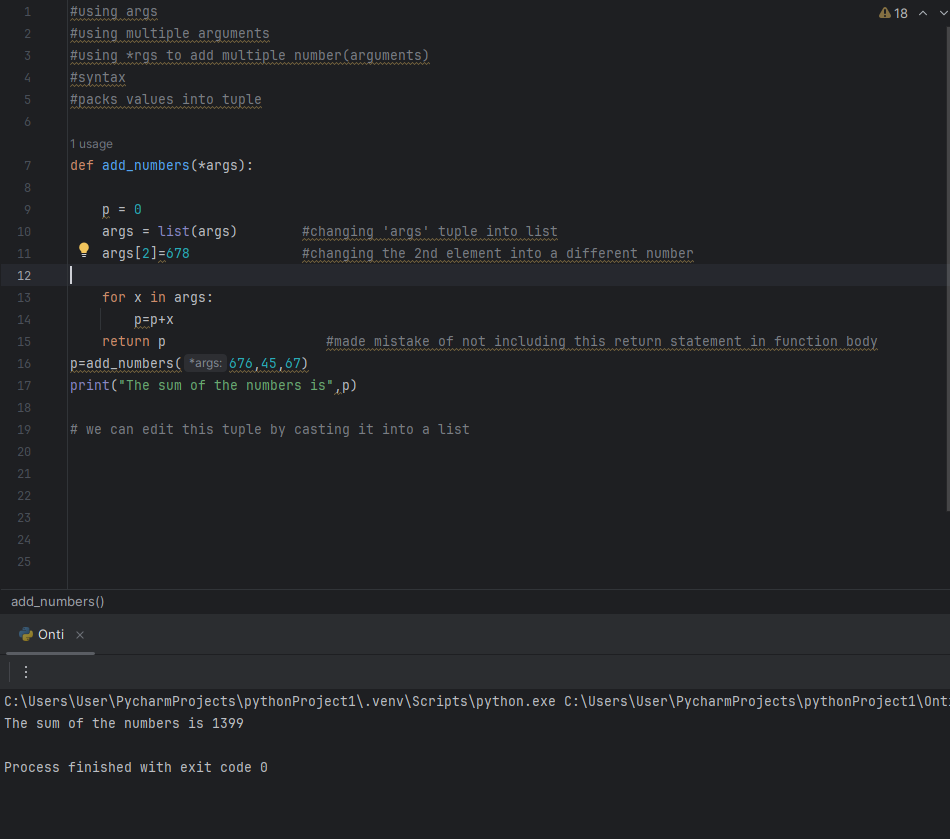 18
1 #using args
2 #using multiple arguments
3 #using *rgs to add multiple number(arguments)
4 #syntax
5 #packs values into tuple
6
1 usage
7 def add_numbers(*args):
8
9 p = 0
10 args = list(args) #changing 'args' tuple into list
11 args[2]=678 #changing the 2nd element into a different number
12
13 for x in args:
14 p=p+x
15 return p #made mistake of not including this return statement in function body
16 p=add_numbers( *args: 676,45,67)
17 print("The sum of the numbers is",p)
18
19 # we can edit this tuple by casting it into a list
20
21
22
23
24
25
add_numbers()
Onti
C:\Users\User\PycharmProjects\pythonProject1\.venv\Scripts\python.exe C:\Users\User\PycharmProjects\pythonProject1\Ont
The sum of the numbers is 1399
Process finished with exit code 0